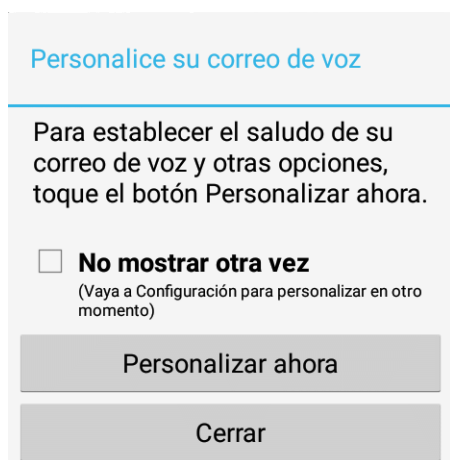 Personalice su correo de voz
Para establecer el saludo de su
correo de voz y otras opciones,
toque el botón Personalizar ahora.
No mostrar otra vez
(Vaya a Configuración para personalizar en otro
momento)
Personalizar ahora
Cerrar